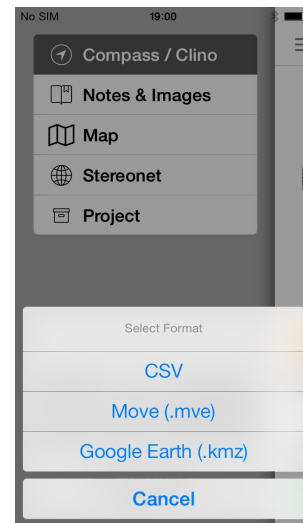 No SIM 19:00
Compass / Clino
Notes & Images
Map
Stereonet
Project
Select Format
CSV
Move (.mve)
Google Earth (.kmz)
Cancel